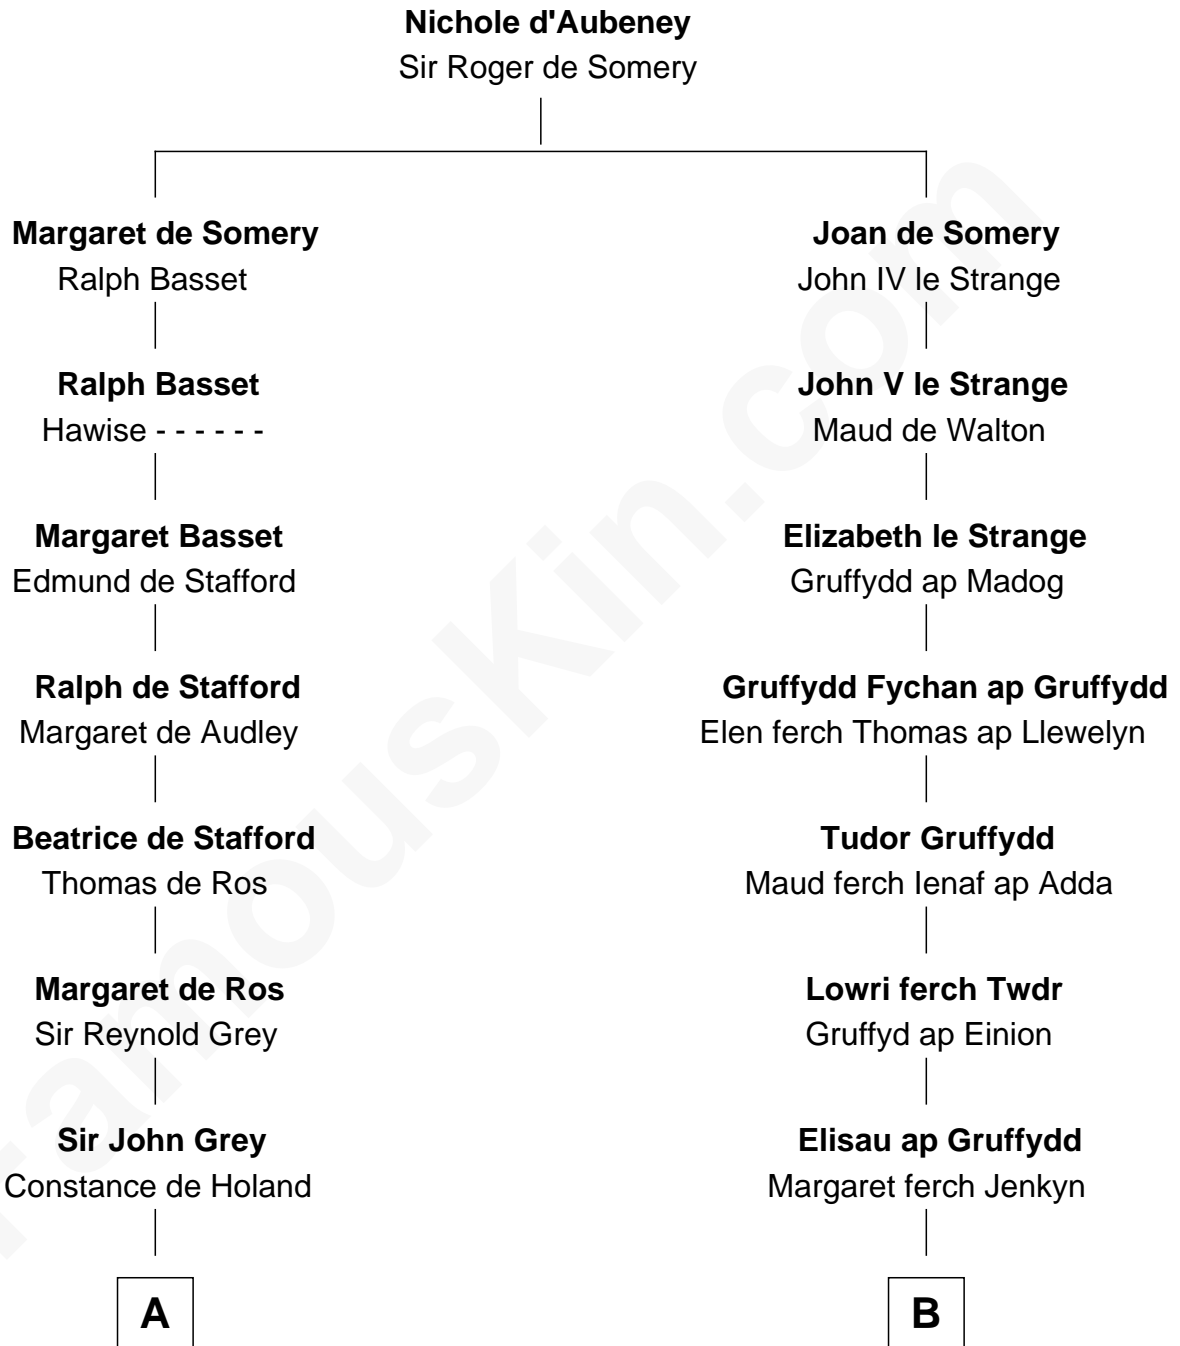 Nichole d'Aubeney
Sir Roger de Somery
Margaret de Somery
Ralph Basset
Joan de Somery
John IV le Strange
Ralph Basset
Hawise - - - - - -
John V le Strange
Maud de Walton
Margaret Basset
Edmund de Stafford
Elizabeth le Strange
Gruffydd ap Madog
Ralph de Stafford
Margaret de Audley
Gruffydd Fychan ap Gruffydd
Elen ferch Thomas ap Llewelyn
Beatrice de Stafford
Thomas de Ros
Tudor Gruffydd
Maud ferch Ienaf ap Adda
Margaret de Ros
Sir Reynold Grey
Lowri ferch Twdr
Gruffyd ap Einion
Sir John Grey
Constance de Holand
Elisau ap Gruffydd
Margaret ferch Jenkyn
A
B
FamousKin.com